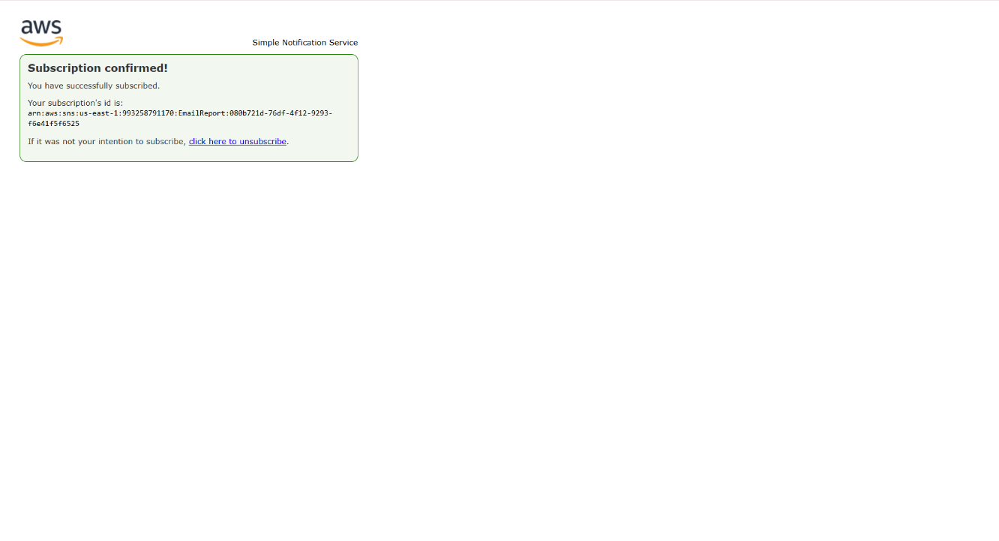 aws
Simple Notification Service
Subscription confirmed!
You have successfully subscribed.
Your subscription's id is:
arn:aws:sns:us-east-1:993258791170:EmailReport:080b721d-76df-4f12-9293-
f6e41f5f6525
If it was not your intention to subscribe, click here to unsubscribe.